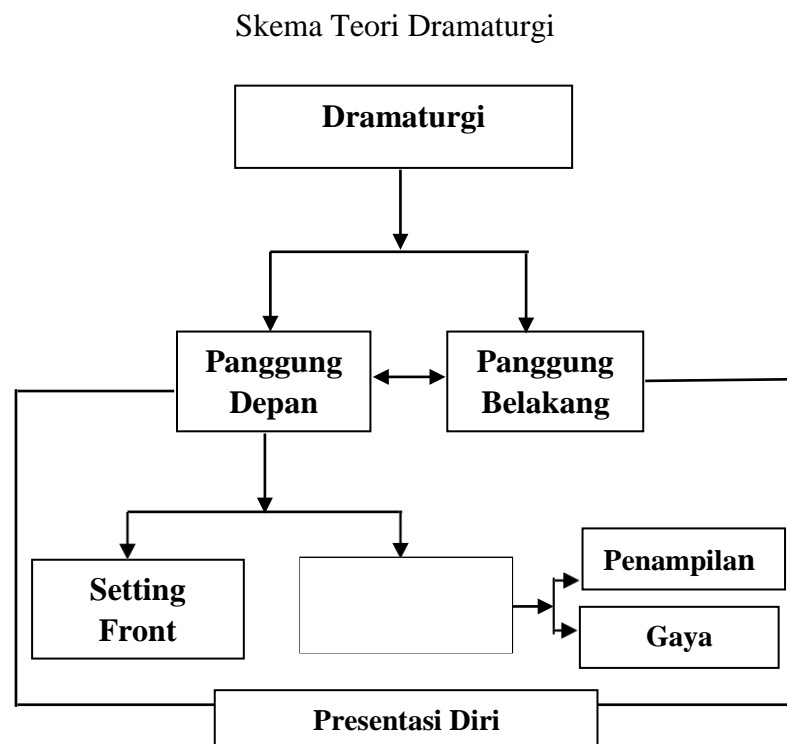 Skema Teori Dramaturgi
Dramaturgi
Panggung
Depan
Panggung
Belakang
Setting
Front
Penampilan
Gaya
Presentasi Diri